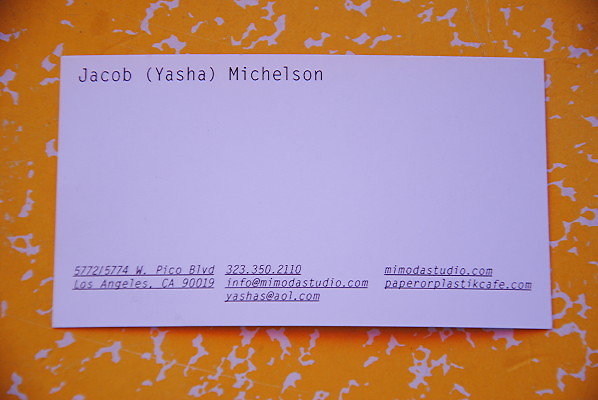 Jacob (Yasha) Michelson
5772/5774 W. Pico Blvd
Los Angeles, CA 90019
323.350.2110
info@mimodastudio.com
yashas@aol.com
mimodastudio.com
paperorplastikcafe.com